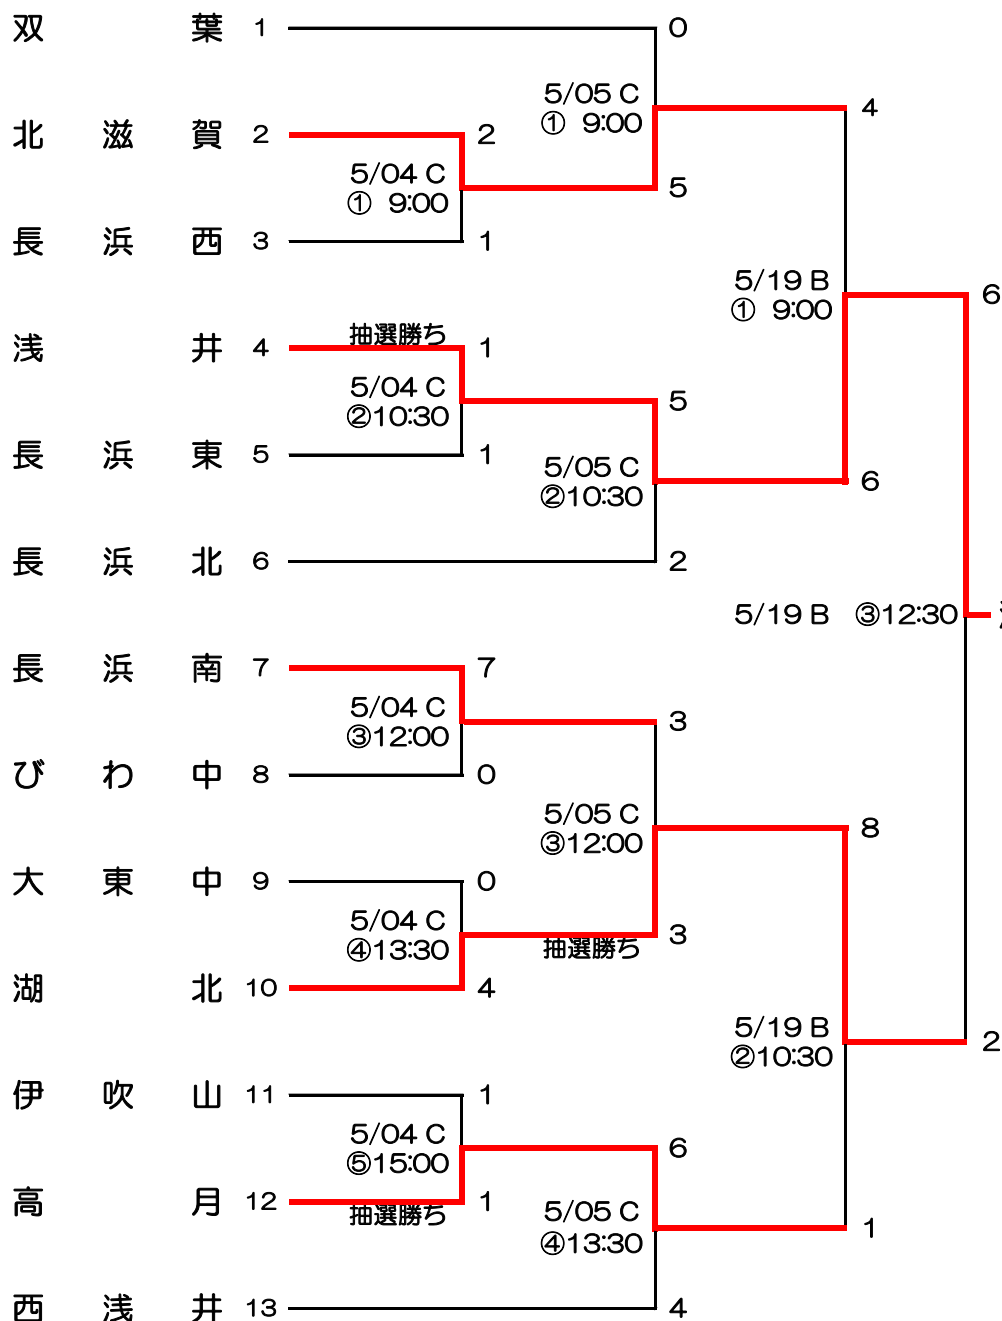 双葉 1 0
5/05 C
① 9:00
4
北滋賀 2 2
5/04 C
① 9:00
5
長浜西 3 1
5/19 B
① 9:00
6
抽選勝ち
浅井 4 1
5/04 C
②10:30
5
長浜東 5 1
5/05 C
②10:30
6
長浜北 6 2
5/19 B ③12:30
長浜南 7 7
5/04 C
③12:00
3
びわ中 8 0
5/05 C
③12:00
8
大東中 9 0
5/04 C
④13:30
3
抽選勝ち
湖北 10 4
5/19 B
②10:30
2
伊吹山 11 1
5/04 C
⑤15:00
6
高月 12 1
抽選勝ち
5/05 C
④13:30
1
西浅井 13 4